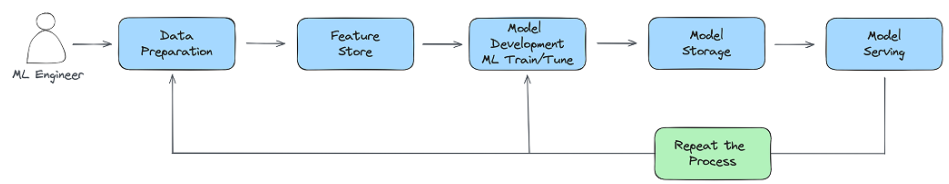 ML Engineer
Data
Preparation
Feature
Store
Model
Development
ML Train/Tune
Model
Storage
Model
Serving
Repeat the
Process